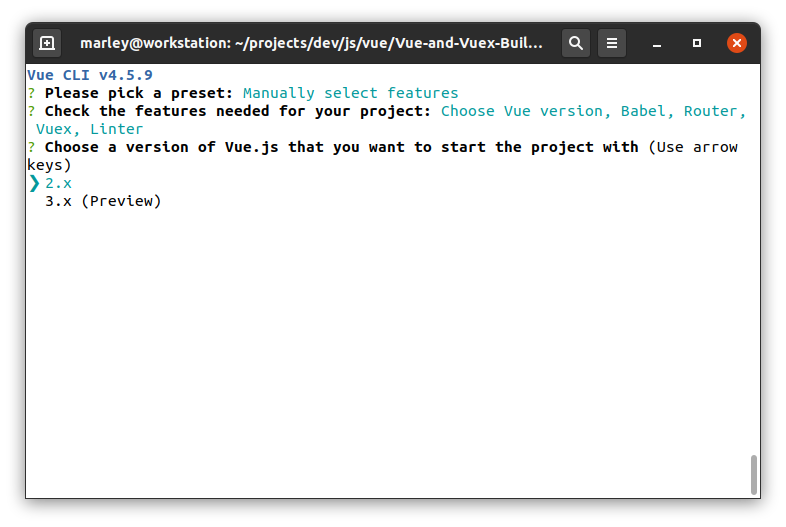 marley@workstation: ~/projects/dev/js/vue/Vue-and-Vuex-Buil...
Vue CLI v4.5.9
? Please pick a preset: Manually select features
? Check the features needed for your project: Choose Vue version, Babel, Router,
Vuex, Linter
? Choose a version of Vue.js that you want to start the project with (Use arrow
keys)
❯ 2.x
3.x (Preview)